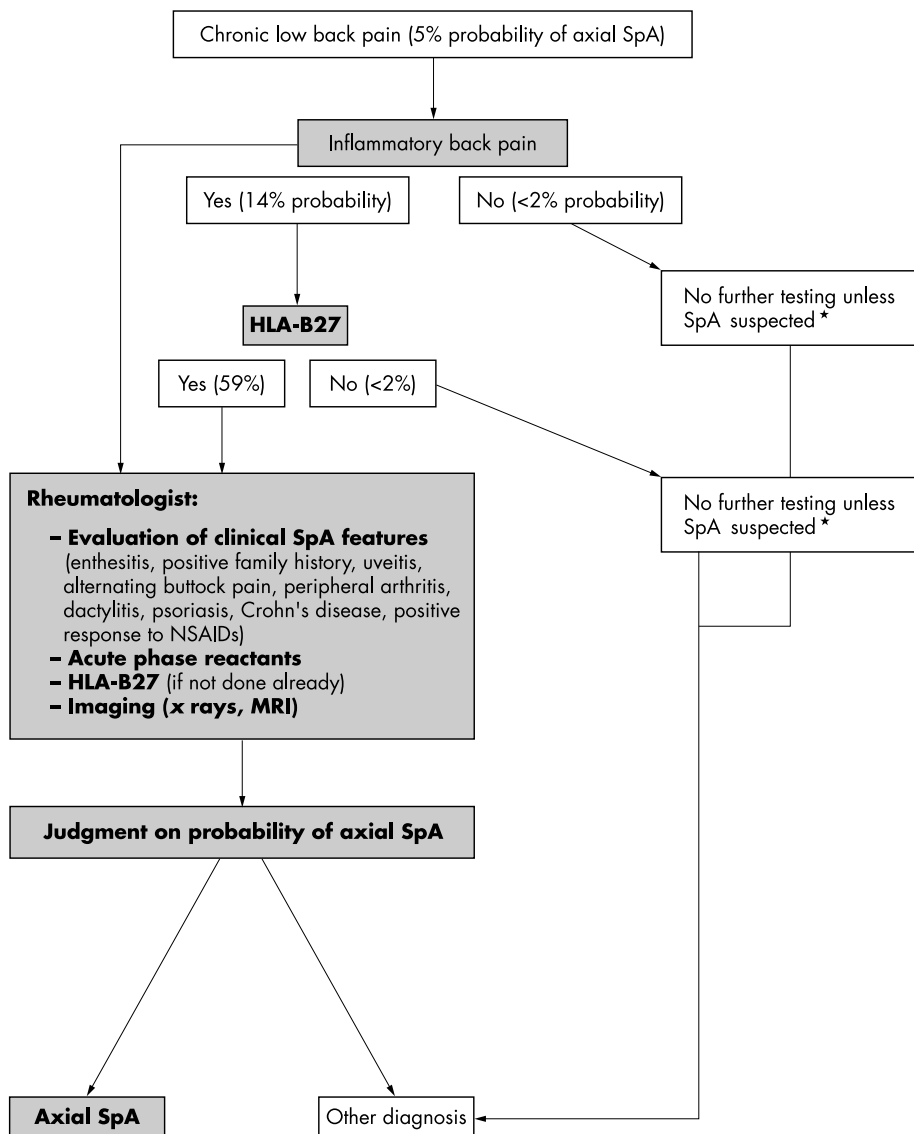 Chronic low back pain (5% probability of axial SpA)
Inflammatory back pain
Yes (14% probability)
No (<2% probability)
No further testing unless
SpA suspected★
HLA-B27
Yes (59%)
No (<2%)
No further testing unless
SpA suspected★
Rheumatologist:
– Evaluation of clinical SpA features
(enthesitis, positive family history, uveitis,
alternating buttock pain, peripheral arthritis,
dactylitis, psoriasis, Crohn's disease, positive
response to NSAIDs)
– Acute phase reactants
– HLA-B27 (if not done already)
– Imaging (x rays, MRI)
Judgment on probability of axial SpA
Axial SpA
Other diagnosis